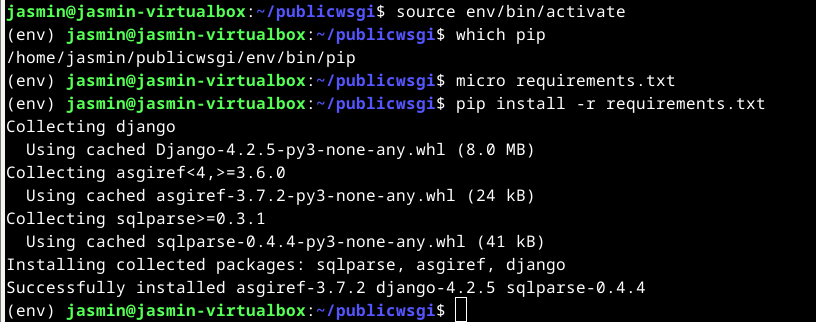 jasmin@jasmin-virtualbox:~/publicwsgi$ source env/bin/activate
(env) jasmin@jasmin-virtualbox:~/publicwsgi$ which pip
/home/jasmin/publicwsgi/env/bin/pip
(env) jasmin@jasmin-virtualbox:~/publicwsgi$ micro requirements.txt
(env) jasmin@jasmin-virtualbox:~/publicwsgi$ pip install -r requirements.txt
Collecting django
  Using cached Django-4.2.5-py3-none-any.whl (8.0 MB)
Collecting asgiref<4,>=3.6.0
  Using cached asgiref-3.7.2-py3-none-any.whl (24 kB)
Collecting sqlparse>=0.3.1
  Using cached sqlparse-0.4.4-py3-none-any.whl (41 kB)
Installing collected packages: sqlparse, asgiref, django
Successfully installed asgiref-3.7.2 django-4.2.5 sqlparse-0.4.4
(env) jasmin@jasmin-virtualbox:~/publicwsgi$